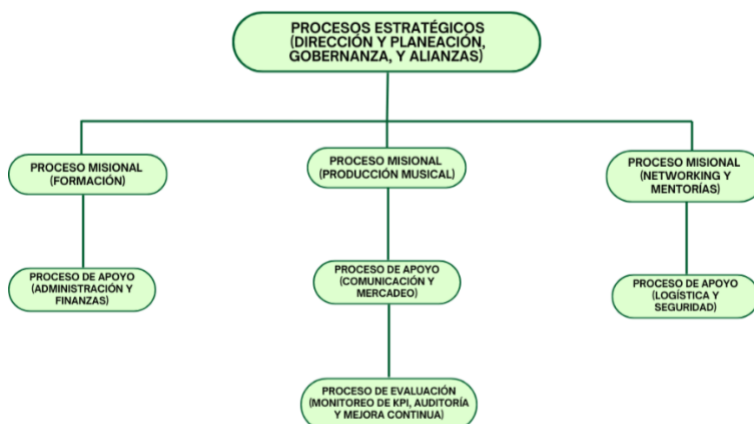 PROCESOS ESTRATÉGICOS
(DIRECCIÓN Y PLANEACIÓN,
GOBERNANZA, Y ALIANZAS)
PROCESO MISIONAL
(FORMACIÓN)
PROCESO MISIONAL
(PRODUCCIÓN MUSICAL)
PROCESO MISIONAL
(NETWORKING Y
MENTORÍAS)
PROCESO DE APOYO
(ADMINISTRACIÓN Y
FINANZAS)
PROCESO DE APOYO
(COMUNICACIÓN Y
MERCADEO)
PROCESO DE APOYO
(LOGÍSTICA Y
SEGURIDAD)
PROCESO DE EVALUACIÓN
(MONITOREO DE KPI, AUDITORÍA
Y MEJORA CONTINUA)